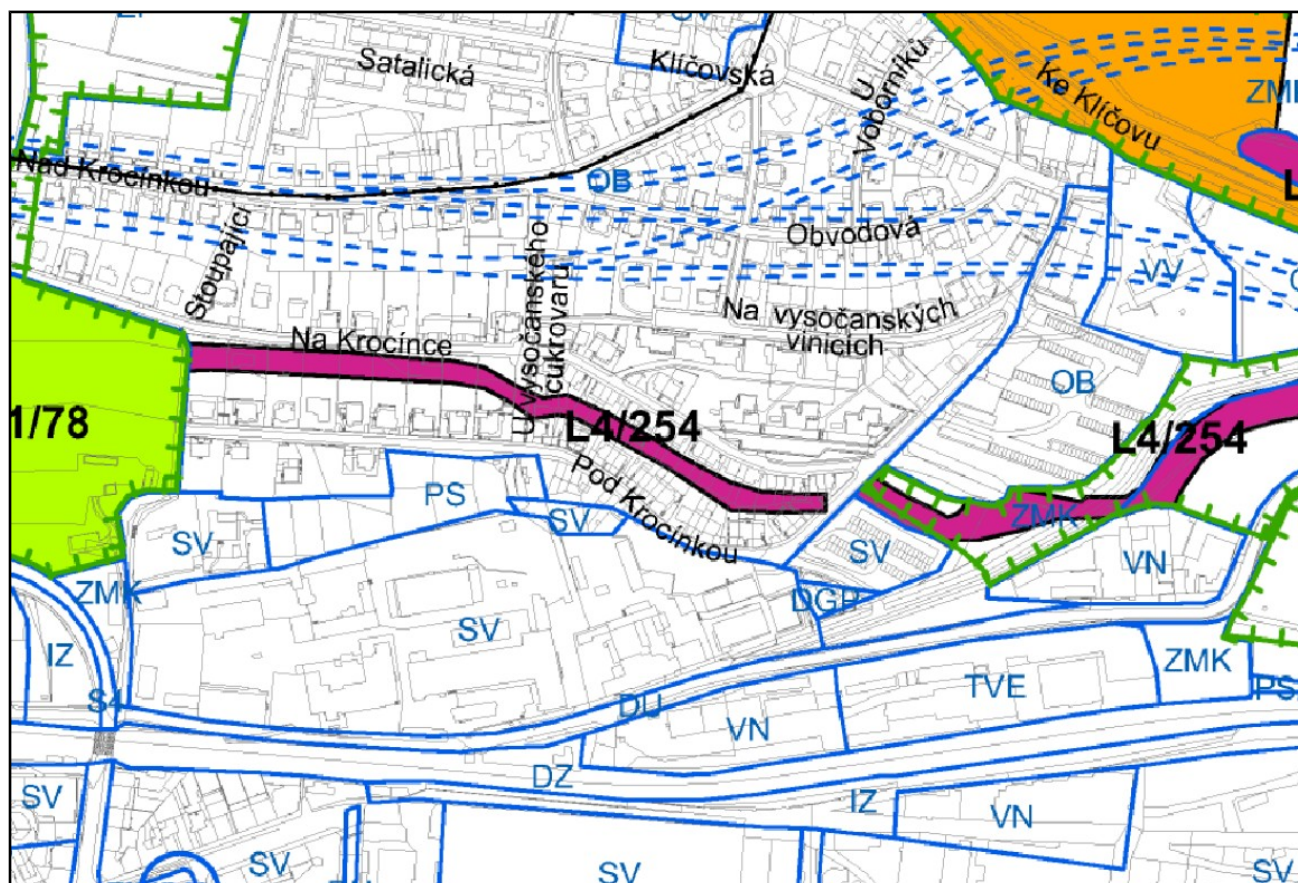 SV
Satalická
Klíčovská
U Voborníků
Ke Klíčovu
Nad Krocínkou
OB
Stoupající
Obvodová
VV
U vysočanského
cukrovaru
Na vysočanských
vinicích
Na Krocínce
OB
1/78
L4/254
L4/254
PS
SV
Pod Krocínkou
ZMK
SV
SV
VN
ZMK
DGP
SV
IZ
ZMK
TVE
S4
DU
PS
VN
DZ
IZ
SV
VN
SV
SV
SV